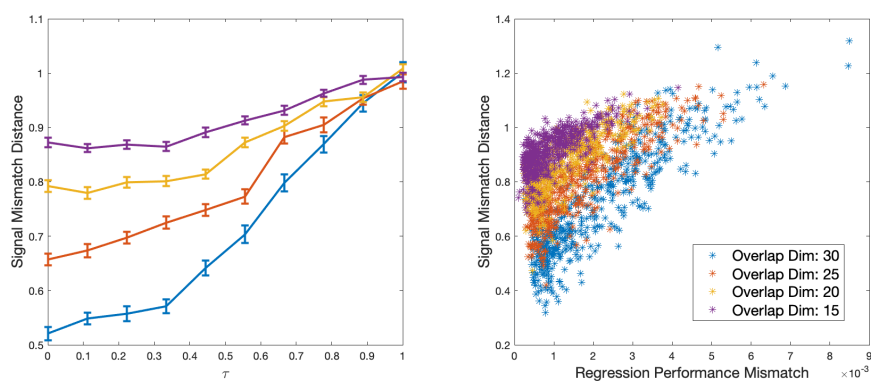 1.1
1
0.9
0.8
0.7
0.6
0.5
Signal Mismatch Distance
0 0.1 0.2 0.3 0.4 0.5 0.6 0.7 0.8 0.9 1
τ
1.4
1.2
1
0.8
0.6
0.4
0.2
Signal Mismatch Distance
Overlap Dim: 30
Overlap Dim: 25
Overlap Dim: 20
Overlap Dim: 15
0 1 2 3 4 5 6 7 8 9
Regression Performance Mismatch ×10⁻³